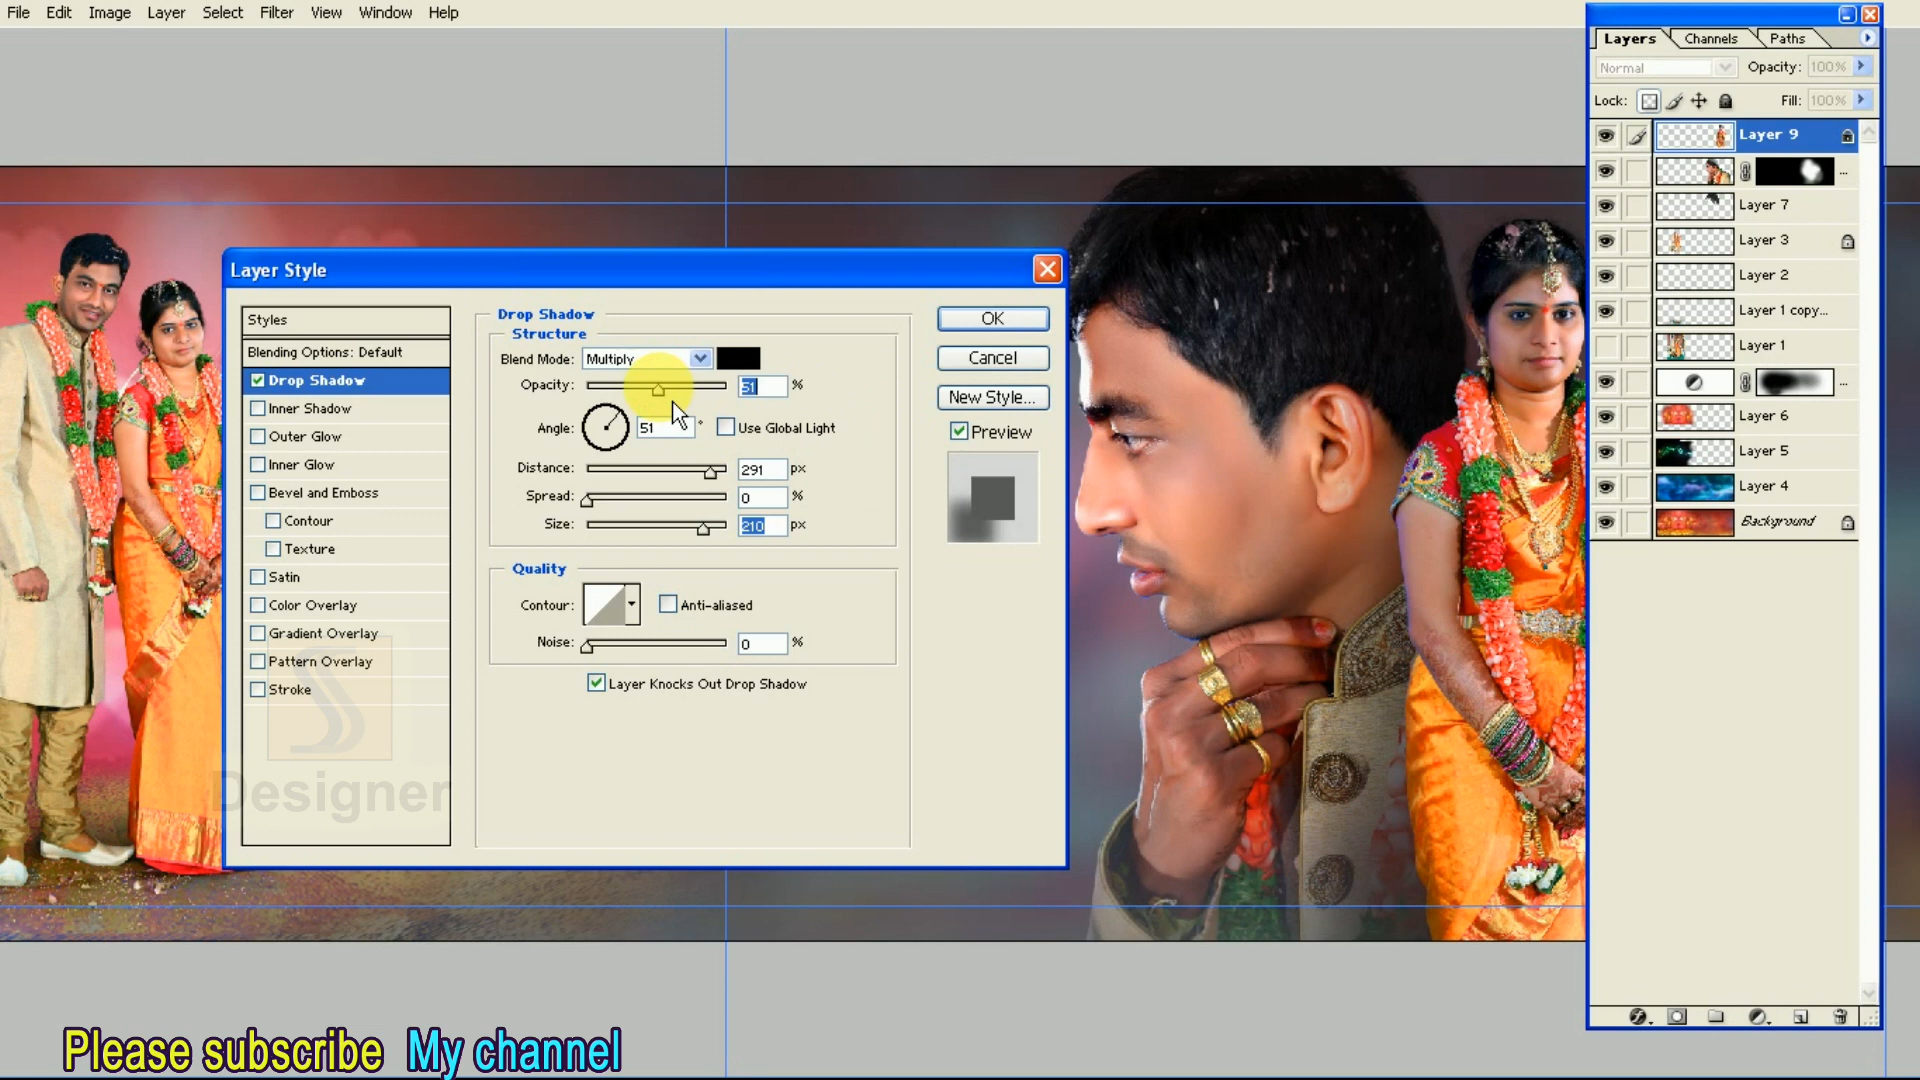 File Edit Image Layer Select Filter View Window Help
Layers Channels Paths
Normal Opacity: 100%
Lock: Fill: 100%
Layer 9
...
Layer 7
Layer 3
Layer 2
Layer 1 copy...
Layer 1
...
Layer 6
Layer 5
Layer 4
Background
Layer Style
Styles
Blending Options: Default
Drop Shadow
Inner Shadow
Outer Glow
Inner Glow
Bevel and Emboss
Contour
Texture
Satin
Color Overlay
Gradient Overlay
Pattern Overlay
Stroke
Drop Shadow
Structure
Blend Mode: Multiply
Opacity: 51 %
Angle: 51 ° Use Global Light
Distance: 291 px
Spread: 0 %
Size: 210 px
Quality
Contour: Anti-aliased
Noise: 0 %
Layer Knocks Out Drop Shadow
OK
Cancel
New Style...
Preview
Designer
Please subscribe My channel